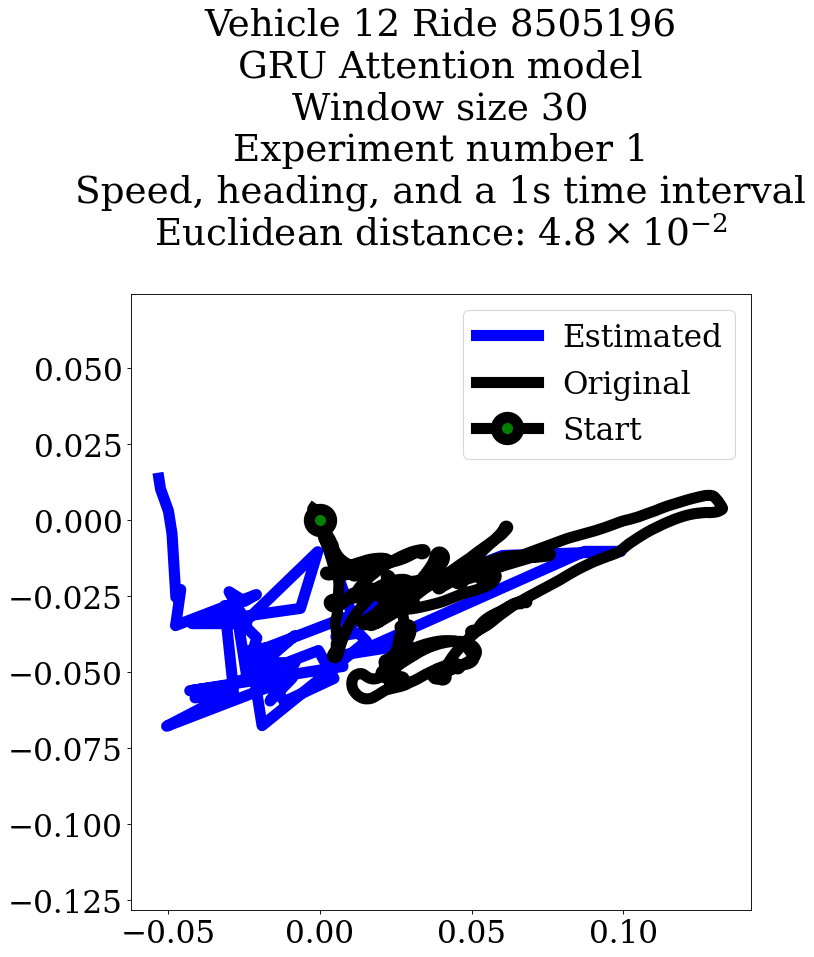 Vehicle 12 Ride 8505196
GRU Attention model
Window size 30
Experiment number 1
Speed, heading, and a 1s time interval
Euclidean distance: 4.8 × 10⁻²
Estimated
Original
Start
0.050
0.025
0.000
−0.025
−0.050
−0.075
−0.100
−0.125
−0.05 0.00 0.05 0.10